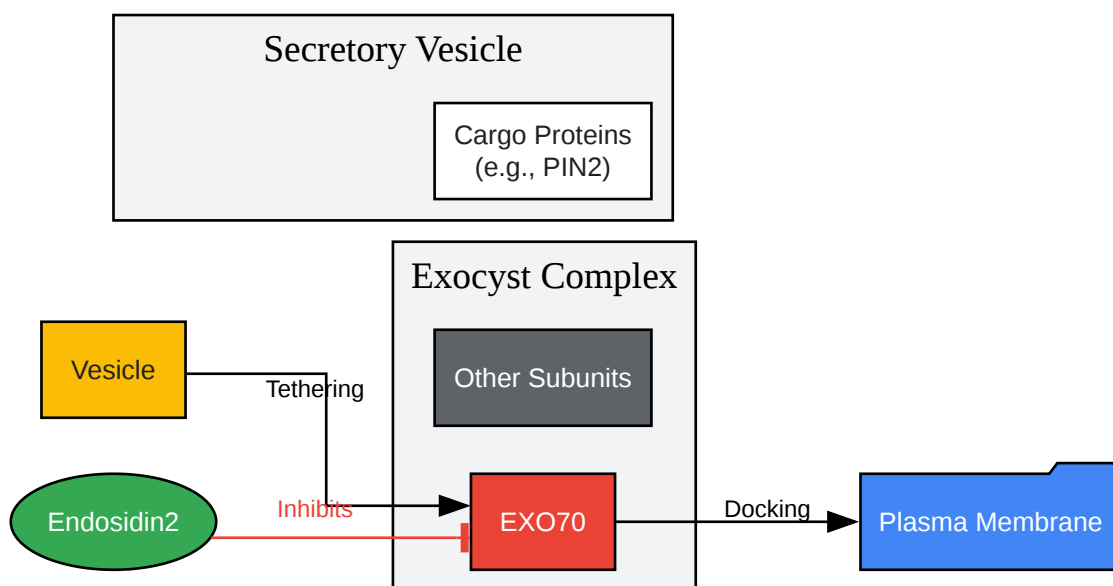 Secretory Vesicle
Cargo Proteins
(e.g., PIN2)
Exocyst Complex
Vesicle
Tethering
Other Subunits
Endosidin2
Inhibits
EXO70
Docking
Plasma Membrane